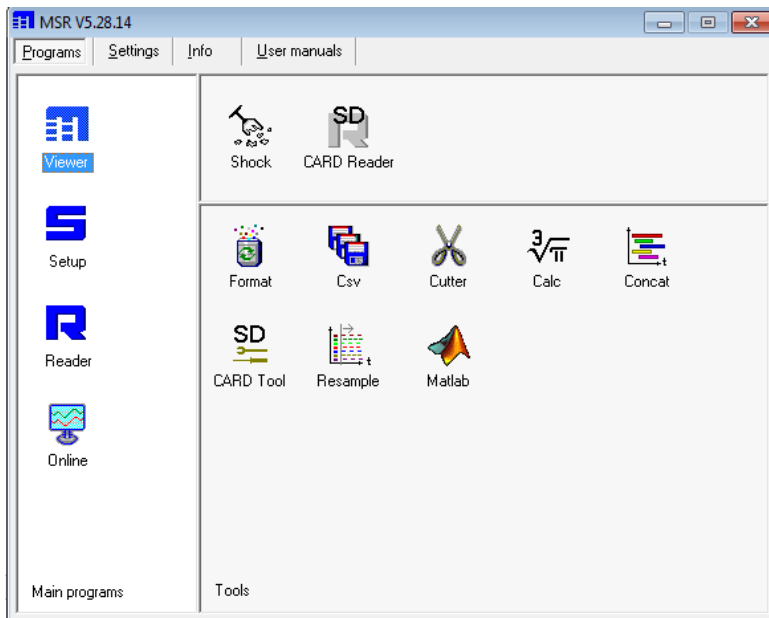 MSR V5.28.14
Programs Settings Info User manuals
Viewer
Setup
Reader
Online
Main programs
Shock CARD Reader
Format Csv Cutter Calc Concat
CARD Tool Resample Matlab
Tools
SD
3√π
t
SD
t